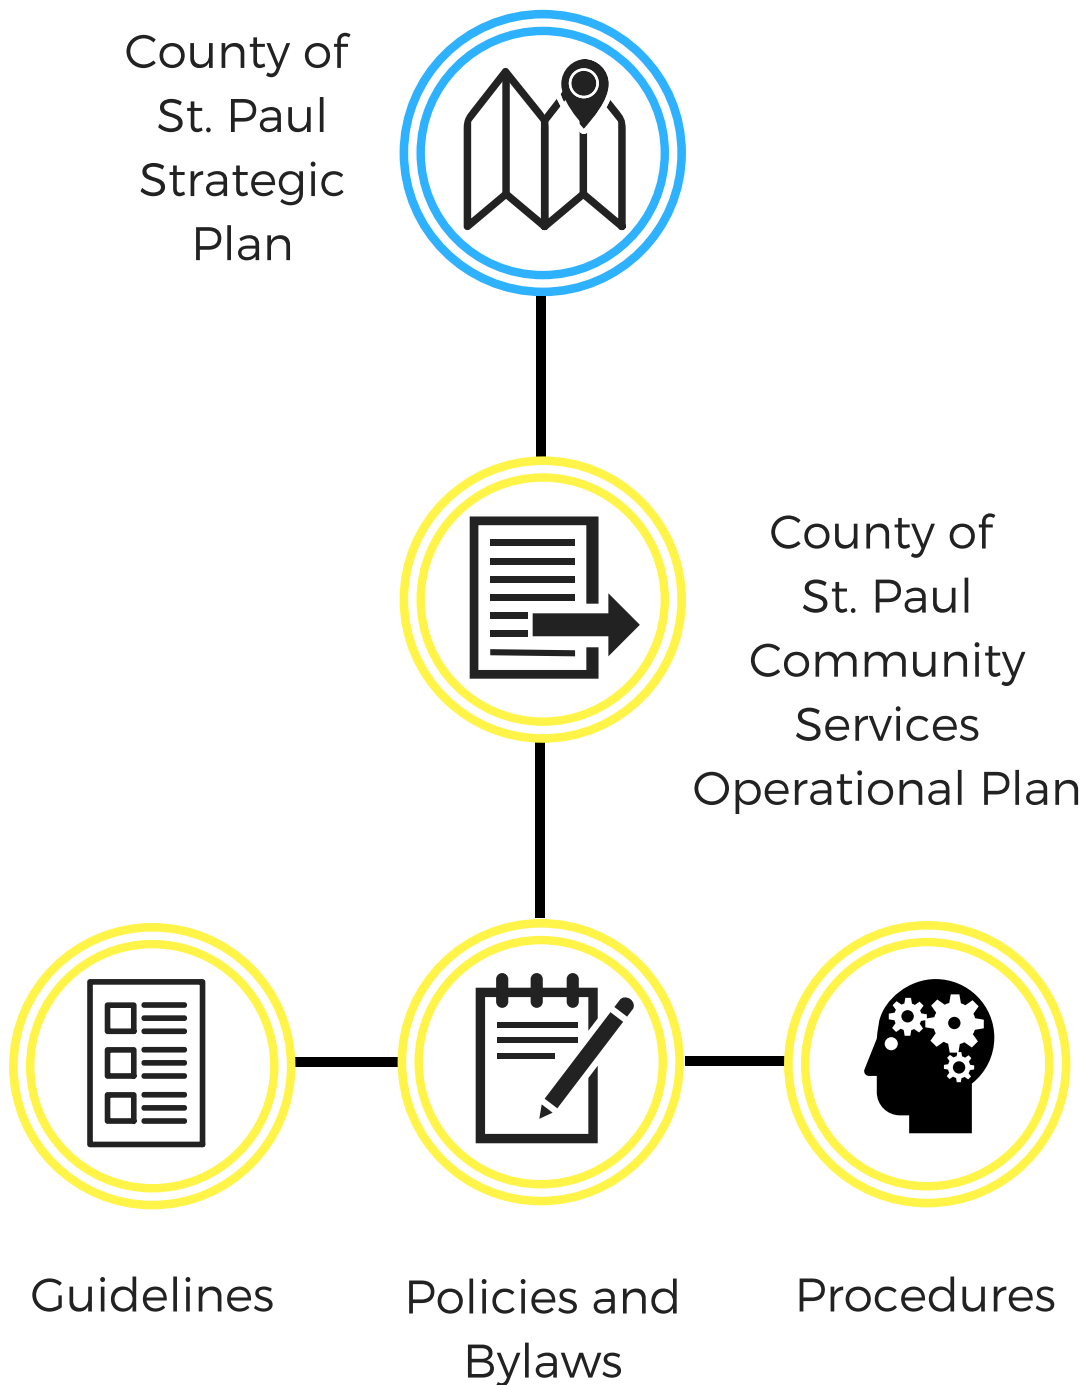 County of
St. Paul
Strategic
Plan
County of
St. Paul
Community
Services
Operational Plan
Guidelines
Policies and
Bylaws
Procedures